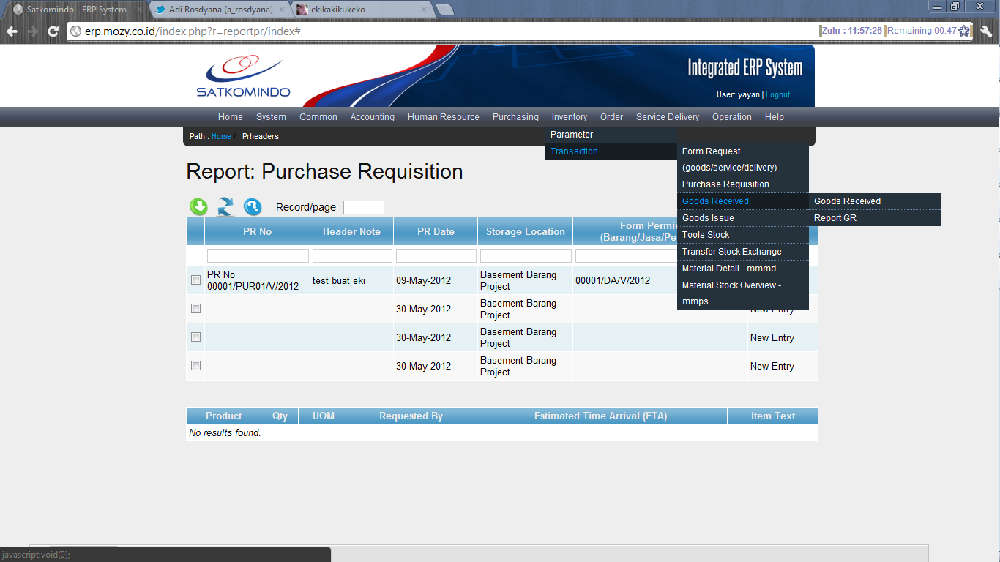 Satkomindo - ERP System -
Adi Rosdyana (a_rosdyana)
ekikakikukeko
erp.mozy.co.id/index.php?r=reportpr/index#
Zuhr : 11:57:26 Remaining 00:47:
SATKOMINDO
Integrated ERP System
User: yayan | Logout
Home System Common Accounting Human Resource Purchasing Inventory Order Service Delivery Operation Help
Path : Home / Prheaders
Parameter
Transaction
Form Request
(goods/service/delivery)
Purchase Requisition
Goods Received
Goods Issue
Tools Stock
Transfer Stock Exchange
Material Detail - mmmd
Material Stock Overview -
mmps
Goods Received
Report GR
Report: Purchase Requisition
Record/page
PR No Header Note PR Date Storage Location Form Permin
(Barang/Jasa/Pe
PR No
00001/PUR01/V/2012 test buat eki 09-May-2012 Basement Barang
Project 00001/DA/V/2012
30-May-2012 Basement Barang
Project New Entry
30-May-2012 Basement Barang
Project New Entry
30-May-2012 Basement Barang
Project New Entry
Product Qty UOM Requested By Estimated Time Arrival (ETA) Item Text
No results found.
javascript:void(0);